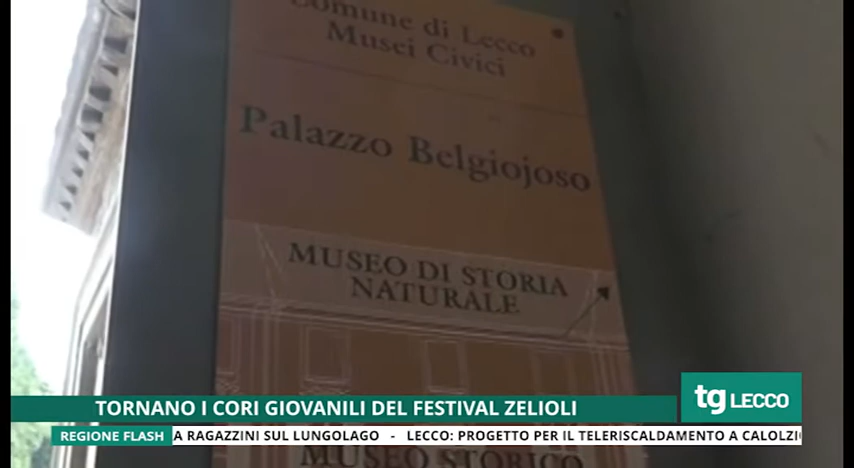 Comune di Lecco
Musei Civici
Palazzo Belgiojoso
MUSEO DI STORIA
NATURALE
MUSEO STORICO
TORNANO I CORI GIOVANILI DEL FESTIVAL ZELIOLI
tg LECCO
REGIONE FLASH A RAGAZZINI SUL LUNGOLAGO - LECCO: PROGETTO PER IL TELERISCALDAMENTO A CALOLZI